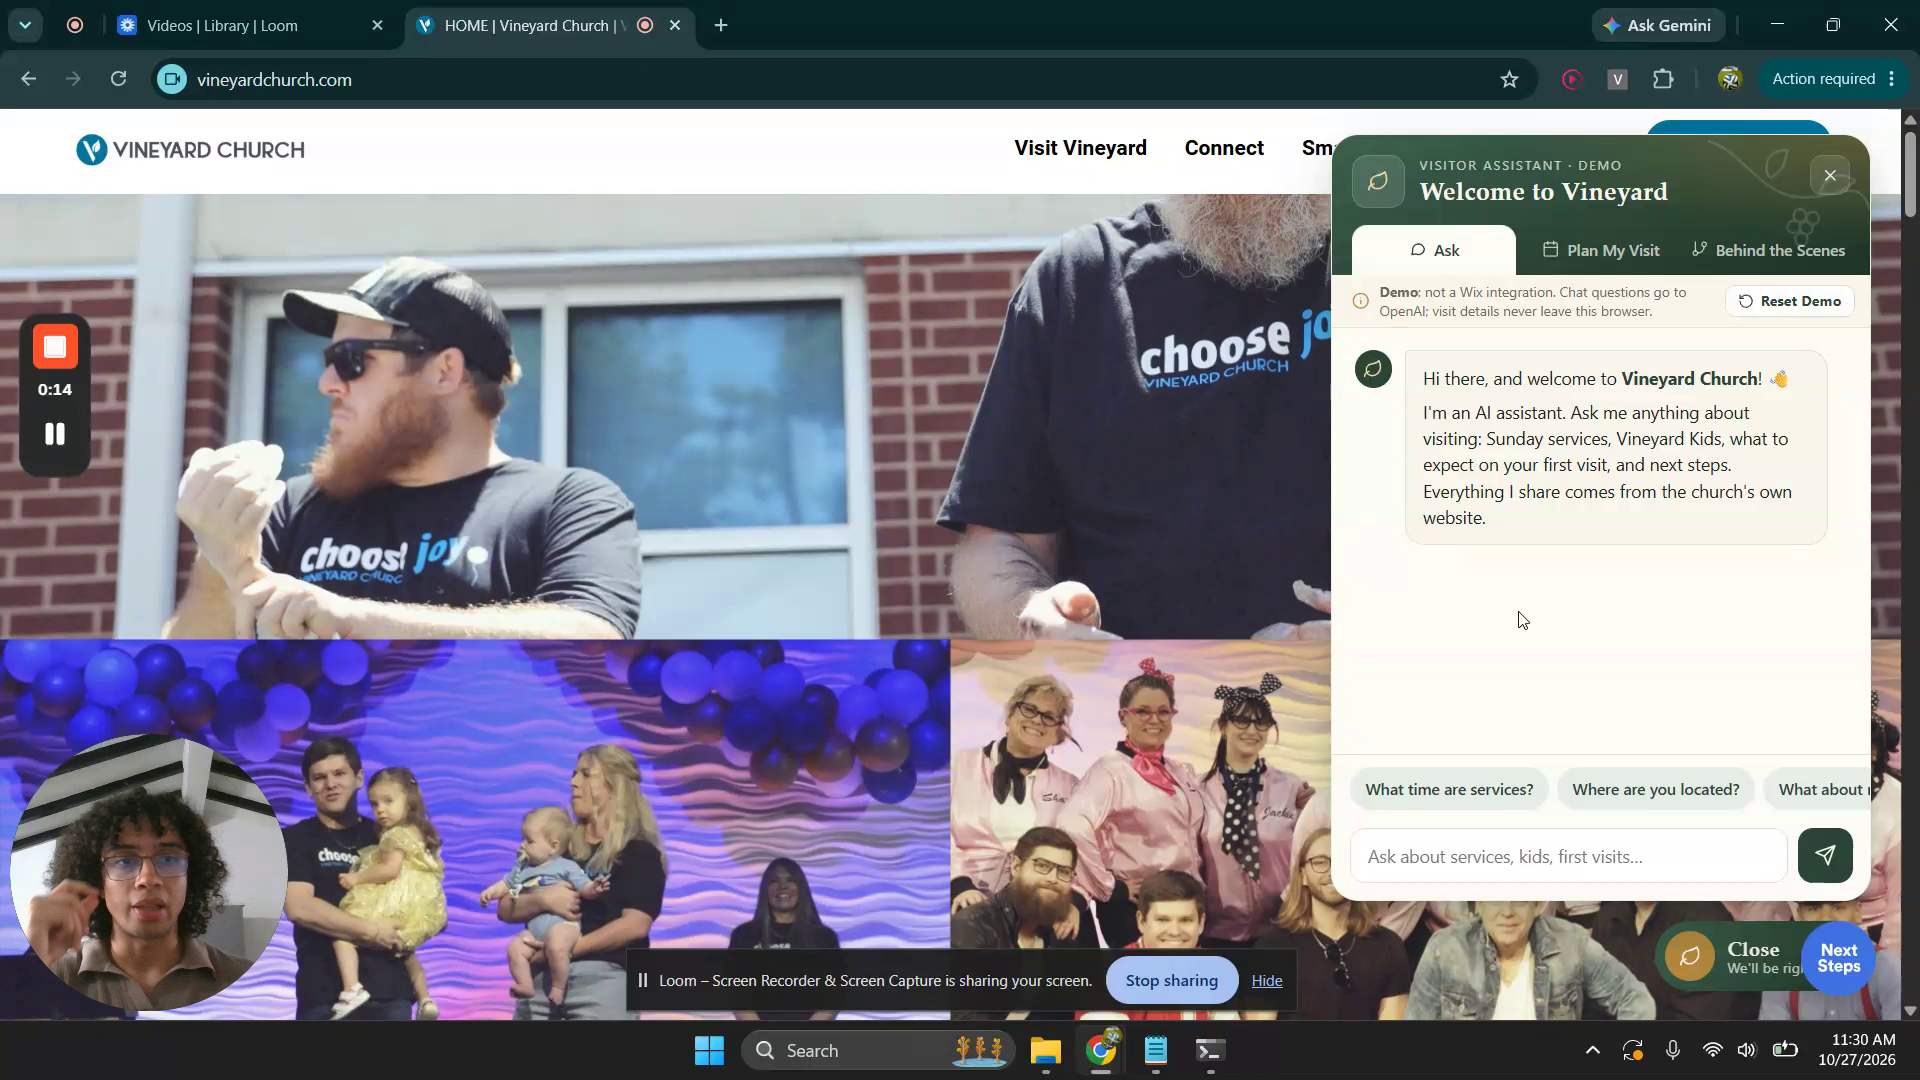 Videos | Library | Loom
HOME | Vineyard Church |
Ask Gemini
vineyardchurch.com
V
Action required
VINEYARD CHURCH
Visit Vineyard
Connect
VISITOR ASSISTANT · DEMO
Welcome to Vineyard
Ask
Plan My Visit
Behind the Scenes
Demo: not a Wix integration. Chat questions go to
OpenAI; visit details never leave this browser.
Reset Demo
Hi there, and welcome to Vineyard Church! 👋
I'm an AI assistant. Ask me anything about
visiting: Sunday services, Vineyard Kids, what to
expect on your first visit, and next steps.
Everything I share comes from the church's own
website.
choose
VINEYARD CHURCH
choose joy
0:14
What time are services?
Where are you located?
What about
Ask about services, kids, first visits...
Close
We'll be
Next
Steps
Loom – Screen Recorder & Screen Capture is sharing your screen.
Stop sharing
Hide
Search
11:30 AM
10/27/2026